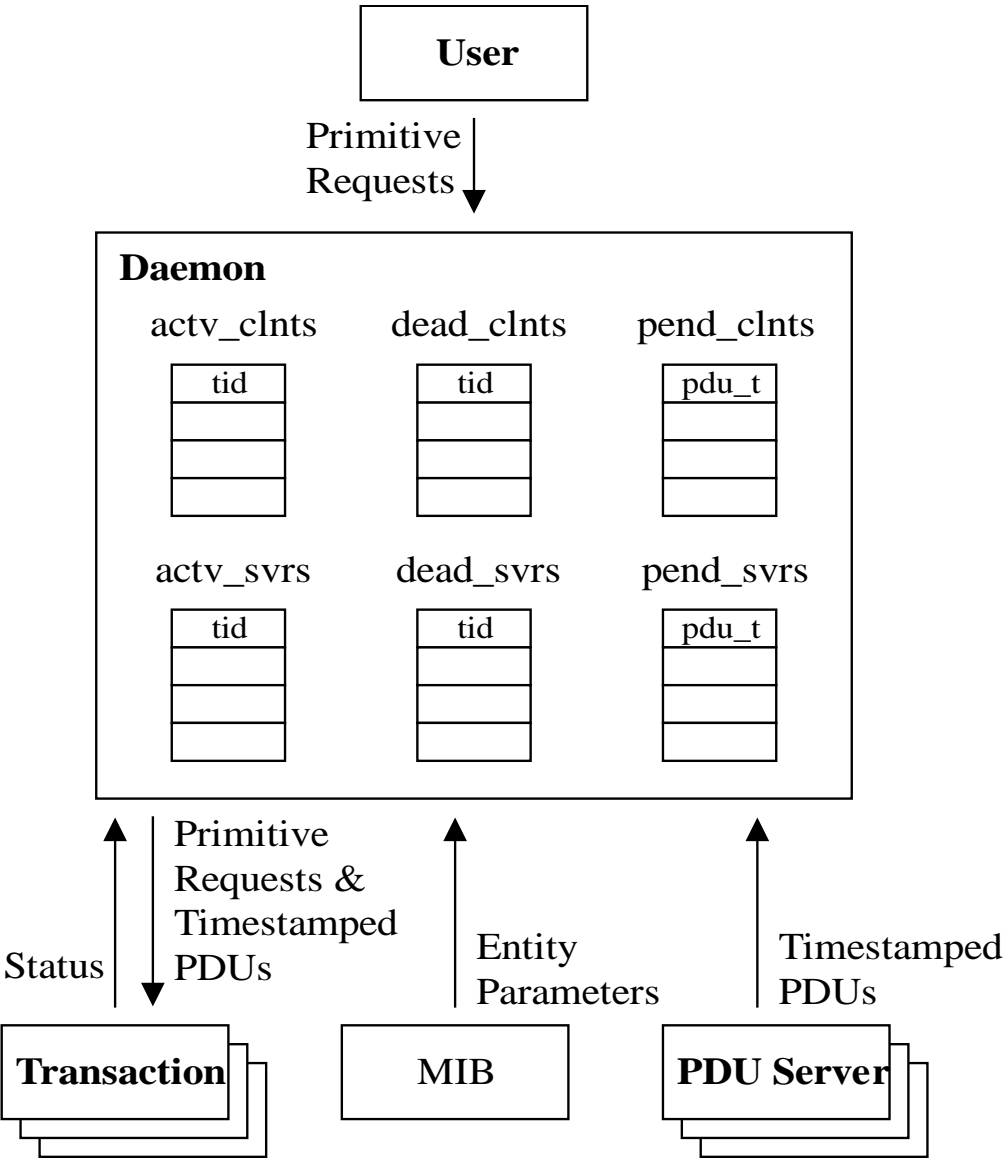 User
Primitive
Requests
Daemon
actv_clnts dead_clnts pend_clnts
tid tid pdu_t
actv_svrs dead_svrs pend_svrs
tid tid pdu_t
Status
Primitive
Requests &
Timestamped
PDUs
Entity
Parameters
Timestamped
PDUs
Transaction MIB PDU Server